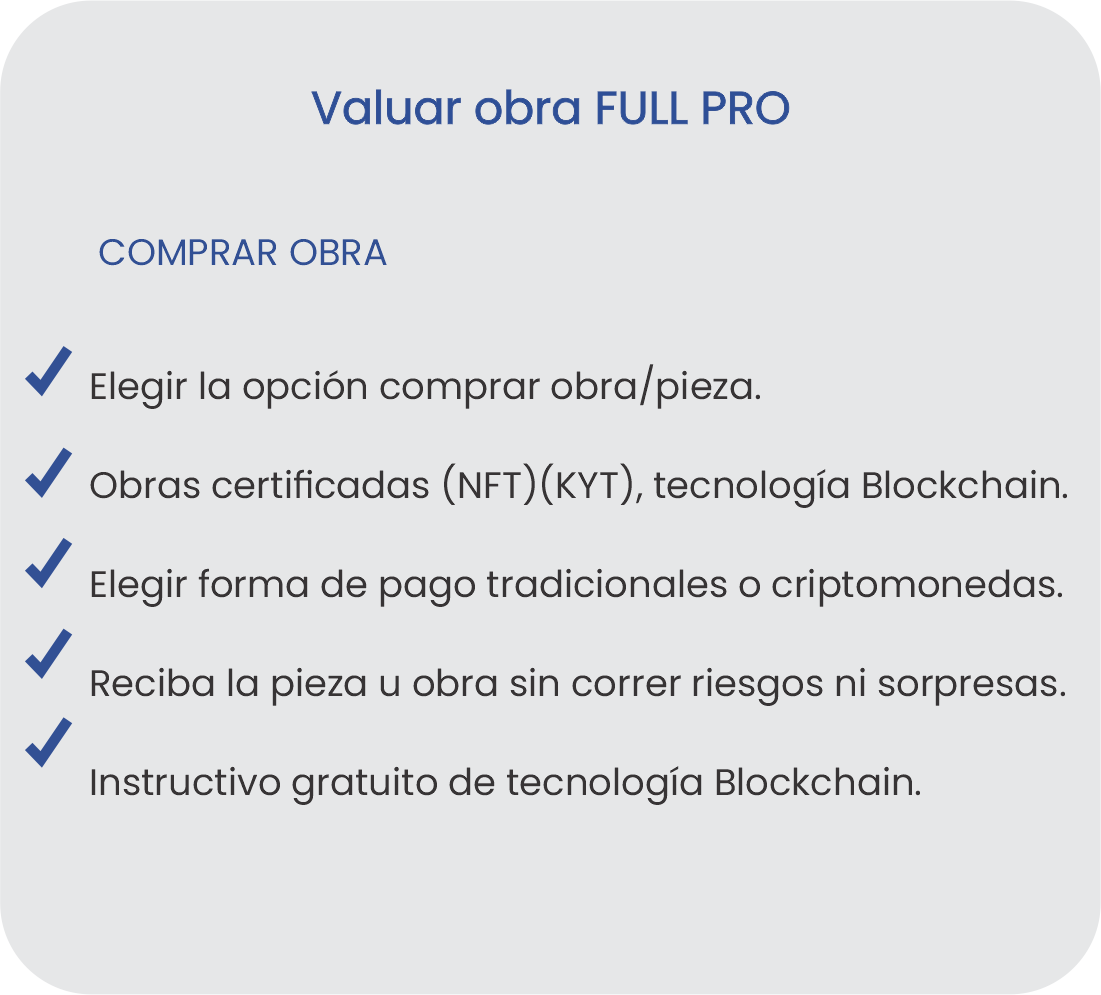 Valuar obra FULL PRO
COMPRAR OBRA
Elegir la opción comprar obra/pieza.
Obras certificadas (NFT)(KYT), tecnología Blockchain.
Elegir forma de pago tradicionales o criptomonedas.
Reciba la pieza u obra sin correr riesgos ni sorpresas.
Instructivo gratuito de tecnología Blockchain.